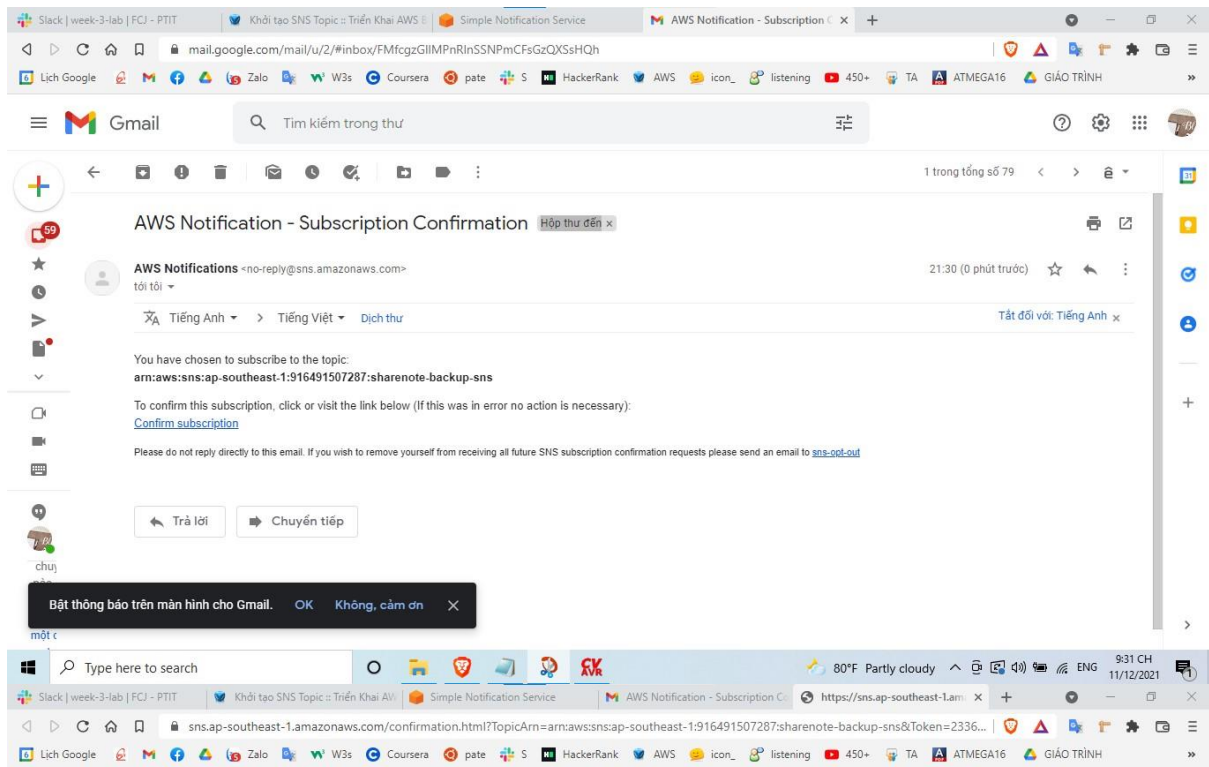 Slack | week-3-lab | FCJ - PTIT Khởi tạo SNS Topic :: Triển Khai AWS B Simple Notification Service AWS Notification - Subscription C
mail.google.com/mail/u/2/#inbox/FMfcgzGlIMPnRlnSSNPmCFsGzQXSsHQh
Lịch Google Zalo W3s Coursera pate S HackerRank AWS icon_ listening 450+ TA ATMEGA16 GIÁO TRÌNH »
Gmail Tìm kiếm trong thư
1 trong tổng số 79
59
AWS Notification - Subscription Confirmation Hộp thư đến ×
AWS Notifications <no-reply@sns.amazonaws.com> 21:30 (0 phút trước)
tới tôi
Tiếng Anh > Tiếng Việt Dịch thư Tắt đối với: Tiếng Anh ×
You have chosen to subscribe to the topic:
arn:aws:sns:ap-southeast-1:916491507287:sharenote-backup-sns
To confirm this subscription, click or visit the link below (If this was in error no action is necessary):
Confirm subscription
Please do not reply directly to this email. If you wish to remove yourself from receiving all future SNS subscription confirmation requests please send an email to sns-opt-out
Trả lời Chuyển tiếp
Bật thông báo trên màn hình cho Gmail. OK Không, cảm ơn
Type here to search 80°F Partly cloudy ENG 9:31 CH
11/12/2021
Slack | week-3-lab | FCJ - PTIT Khởi tạo SNS Topic :: Triển Khai AW Simple Notification Service AWS Notification - Subscription Co https://sns.ap-southeast-1.am
sns.ap-southeast-1.amazonaws.com/confirmation.html?TopicArn=arn:aws:sns:ap-southeast-1:916491507287:sharenote-backup-sns&Token=2336...
Lịch Google Zalo W3s Coursera pate S HackerRank AWS icon_ listening 450+ TA ATMEGA16 GIÁO TRÌNH »